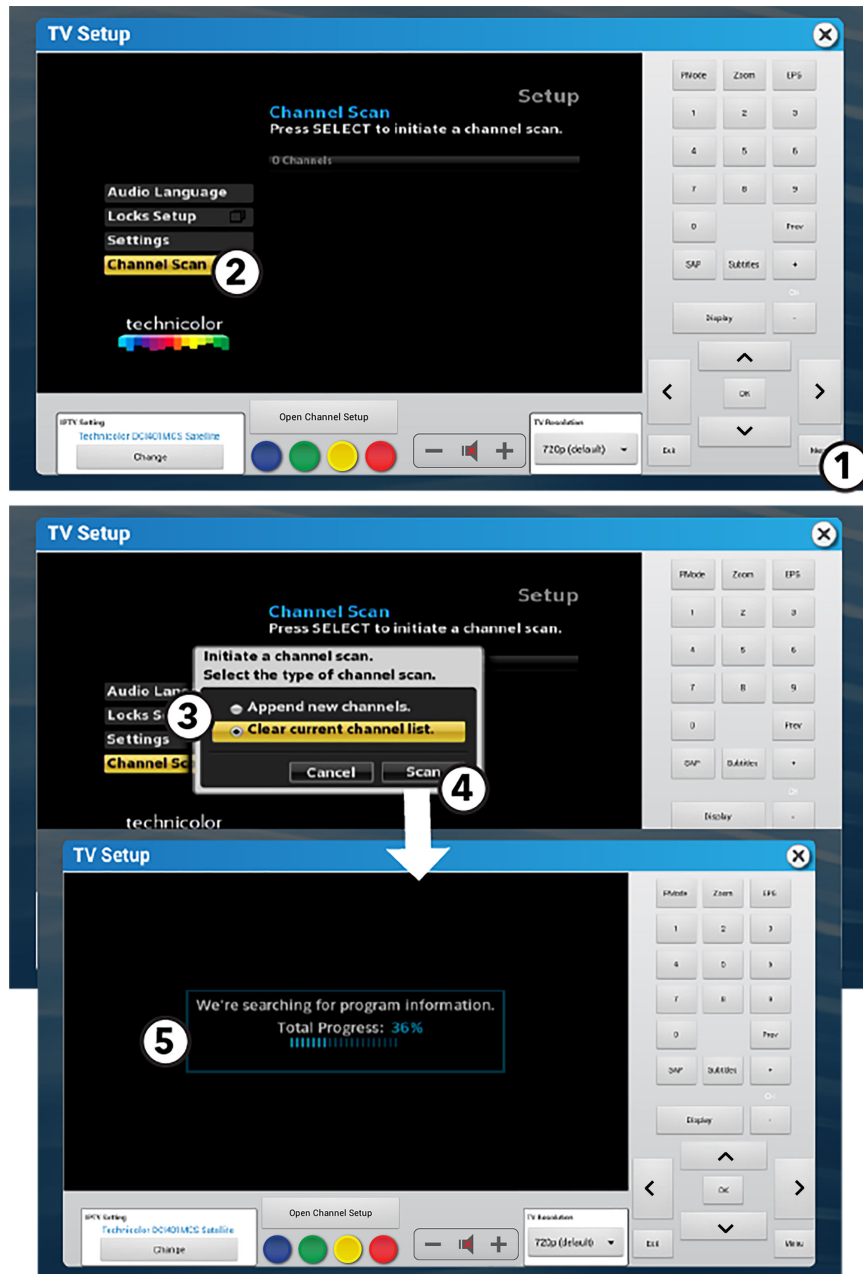 TV Setup
Setup
Channel Scan
Press SELECT to initiate a channel scan.
0 Channels
Audio Language
Locks Setup
Settings
Channel Scan
2
technicolor
PMode Zoom EPG
1 2 3
4 5 6
7 8 9
0 Prev
SAP Subtitles +
CH
Display -
OK
Exit
1
IPTV Setting
Technicolor DCI401MCS Satellite
Change
Open Channel Setup
TV Resolution
720p (default)
TV Setup
Setup
Channel Scan
Press SELECT to initiate a channel scan.
Initiate a channel scan.
Select the type of channel scan.
Append new channels.
3
Clear current channel list.
Cancel Scan
4
Audio Lang
Locks S
Settings
Channel Sc
technicolor
PMode Zoom EPG
1 2 3
4 5 6
7 8 9
0 Prev
SAP Subtitles +
CH
Display -
TV Setup
We're searching for program information.
Total Progress: 36%
5
PMode Zoom EPG
1 2 3
4 5 6
7 8 9
0 Prev
SAP Subtitles +
CH
Display -
OK
Exit Menu
IPTV Setting
Technicolor DCI401MCS Satellite
Change
Open Channel Setup
TV Resolution
720p (default)